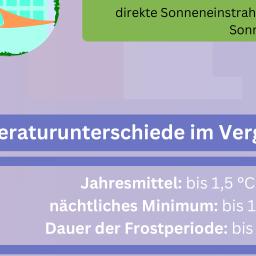 direkte Sonneneinstrah
Sonn
eraturunterschiede im Verg
Jahresmittel: bis 1,5 °C
nächtliches Minimum: bis 1
Dauer der Frostperiode: bis